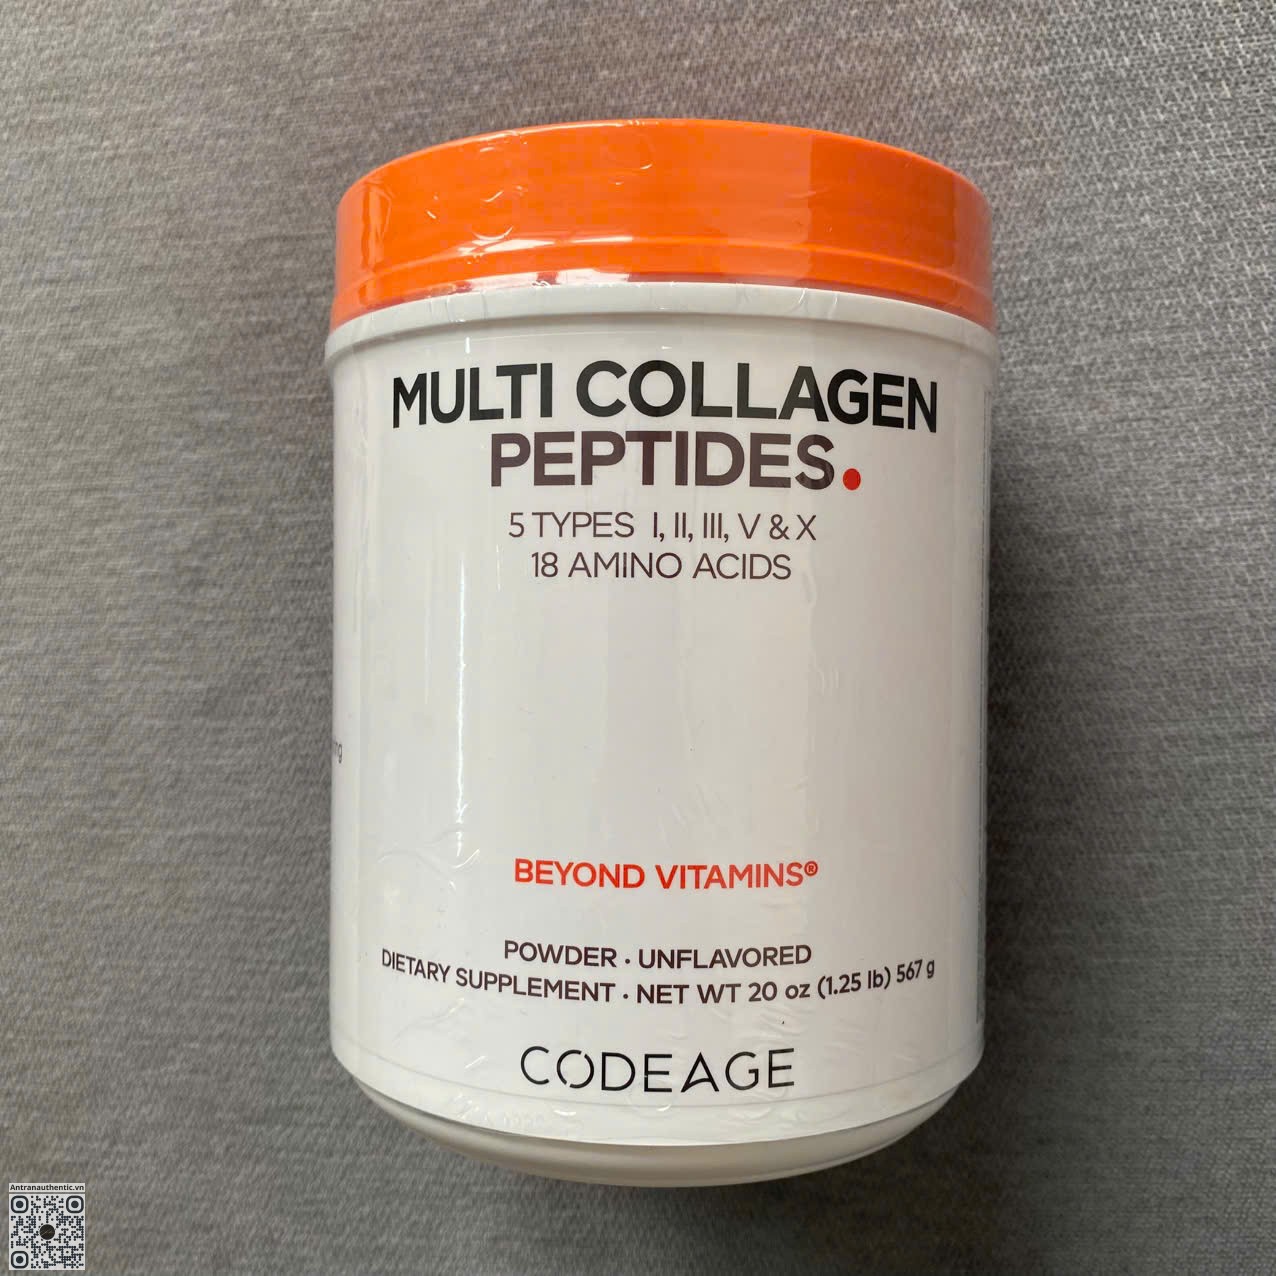 MULTI COLLAGEN
PEPTIDES.
5 TYPES I, II, III, V & X
18 AMINO ACIDS
BEYOND VITAMINS®
POWDER · UNFLAVORED
DIETARY SUPPLEMENT · NET WT 20 oz (1.25 lb) 567 g
CODEAGE
Antranauthentic.vn